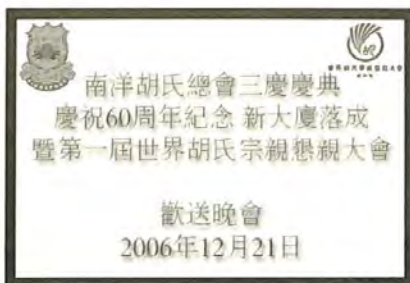 南洋胡氏總會三慶慶典
慶祝60周年紀念 新大廈落成
暨第一屆世界胡氏宗親懇親大會
歡送晚會
2006年12月21日